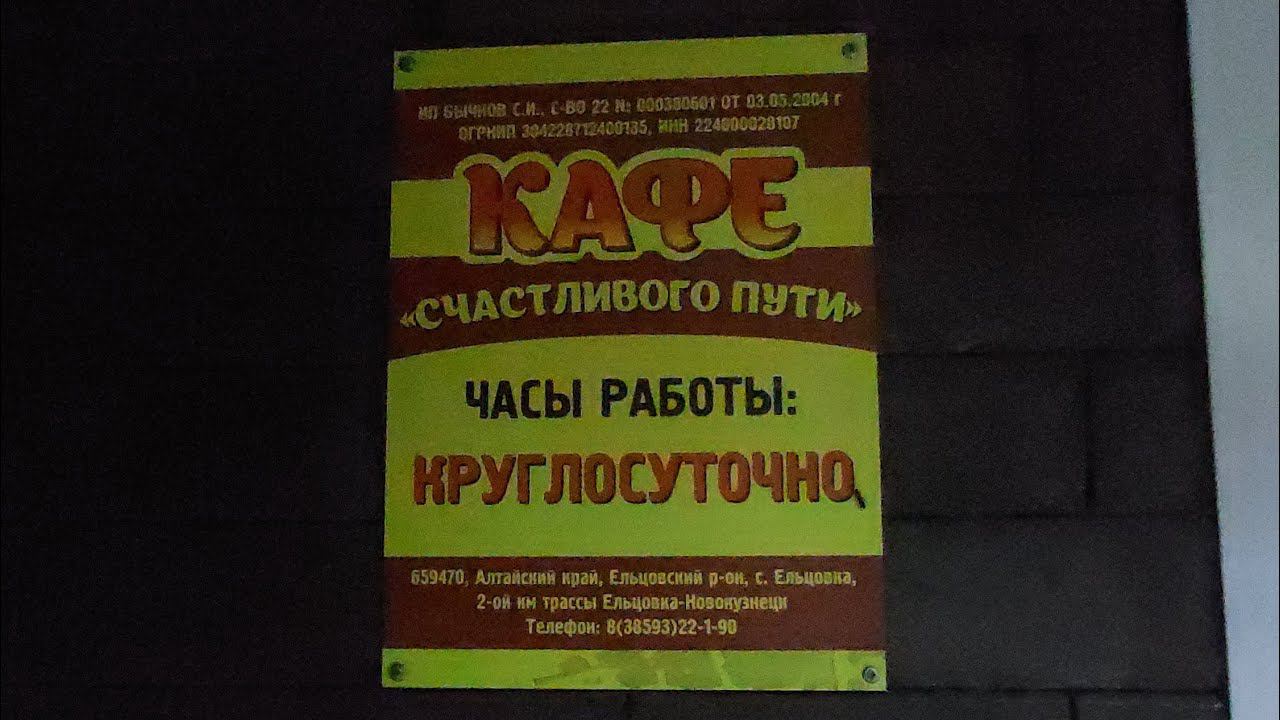 ИП БЫЧКОВ С.И., С-ВО 22 № 000380601 ОТ 03.05.2004 г
ОГРНИП 304228712400135, ИНН 224000028107
КАФЕ
«СЧАСТЛИВОГО ПУТИ»
ЧАСЫ РАБОТЫ:
КРУГЛОСУТОЧНО
659470, Алтайский край, Ельцовский р-он, с. Ельцовка,
2-ой км трассы Ельцовка-Новокузнецк
Телефон: 8(38593)22-1-90